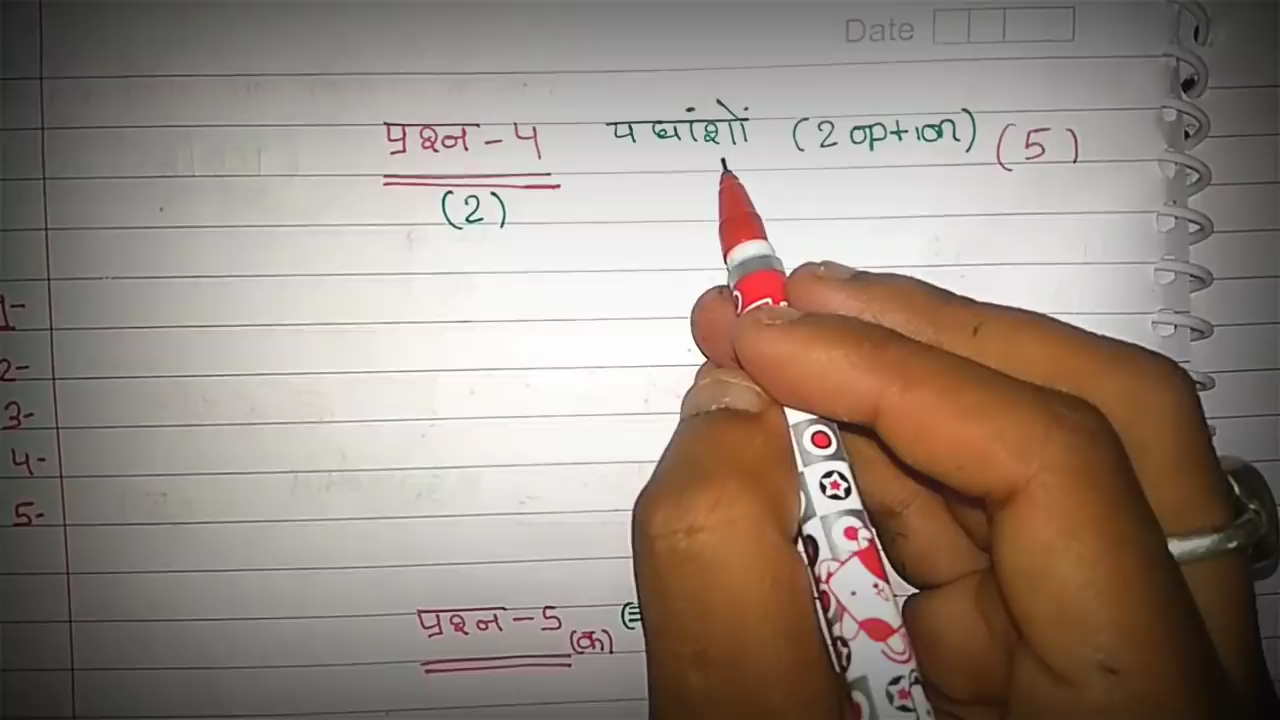 Date
प्रश्न-4 पद्यांशों (2 option) (5)
(2)
1-
2-
3-
4-
5-
प्रश्न-5 (क)